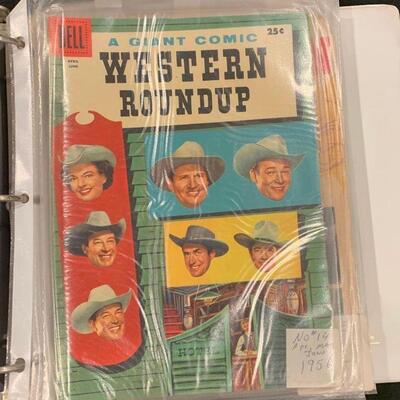 DELL
APRIL
JUNE
A GIANT COMIC
25¢
WESTERN
ROUNDUP
HOTEL
No #14
1956